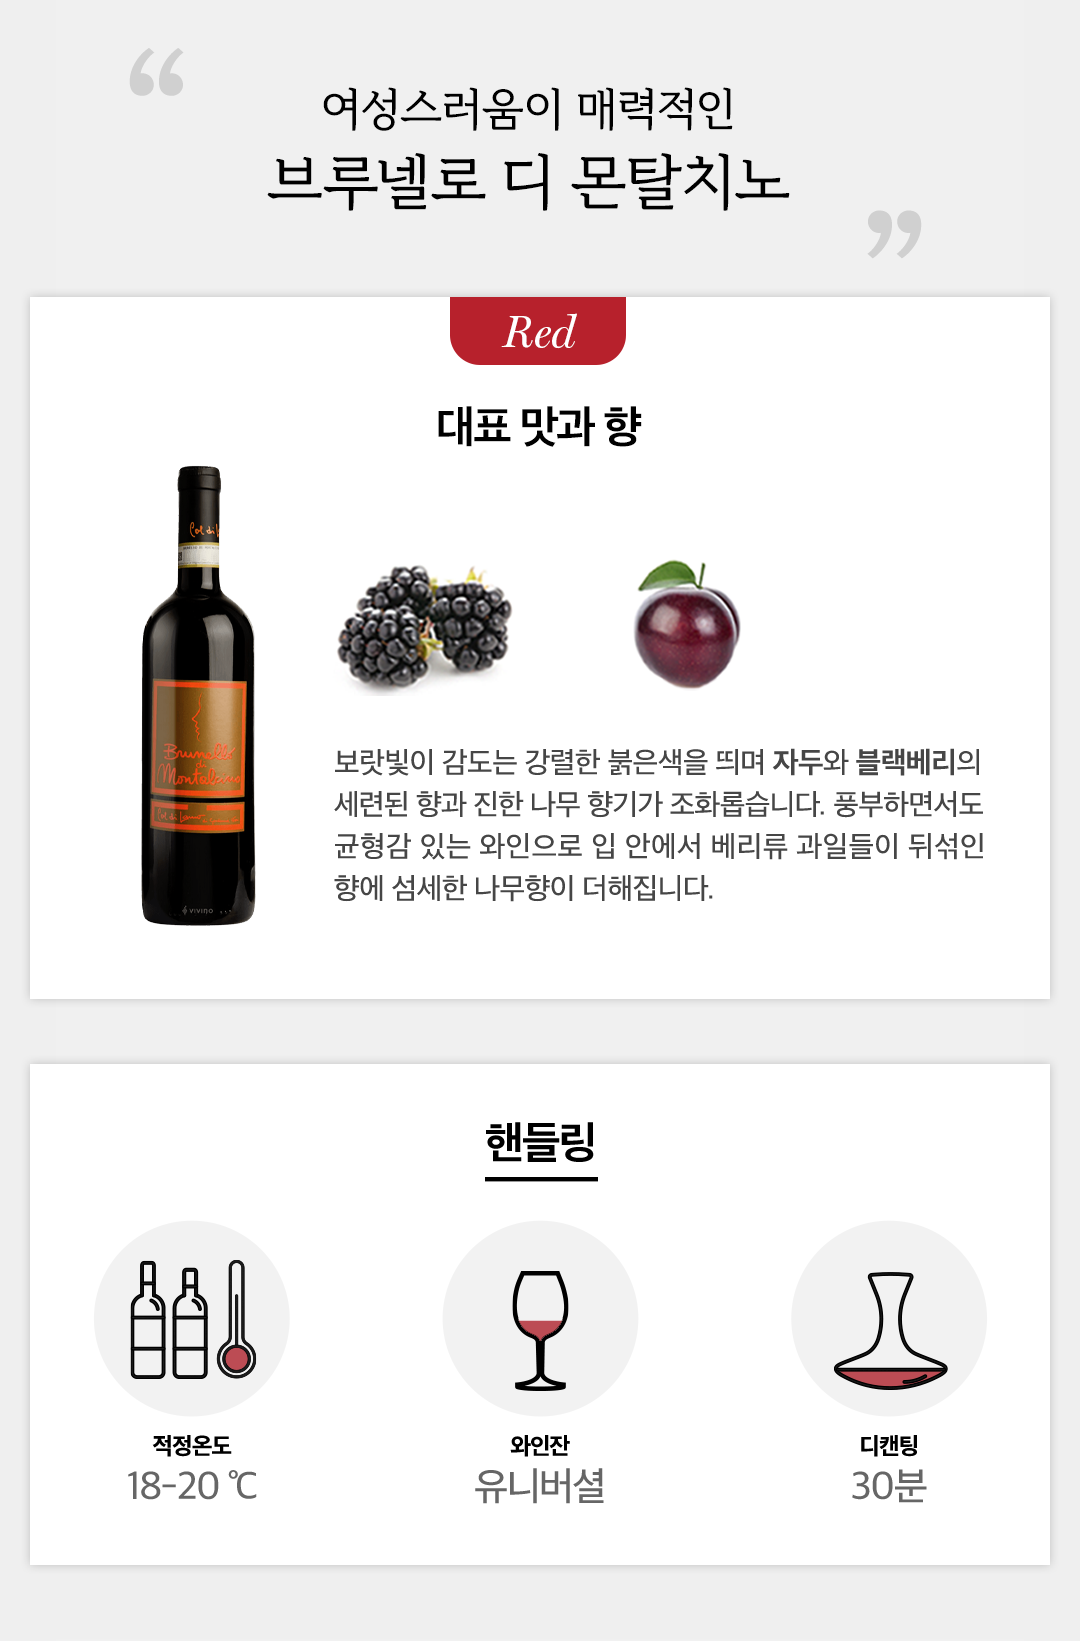 “
여성스러움이 매력적인
브루넬로 디 몬탈치노
”
Red
대표 맛과 향
Col di
Brunello
di
Montalcino
VIVINO
보랏빛이 감도는 강렬한 붉은색을 띄며 자두와 블랙베리의
세련된 향과 진한 나무 향기가 조화롭습니다. 풍부하면서도
균형감 있는 와인으로 입 안에서 베리류 과일들이 뒤섞인
향에 섬세한 나무향이 더해집니다.
핸들링
적정온도
18-20 ℃
와인잔
유니버셜
디캔팅
30분